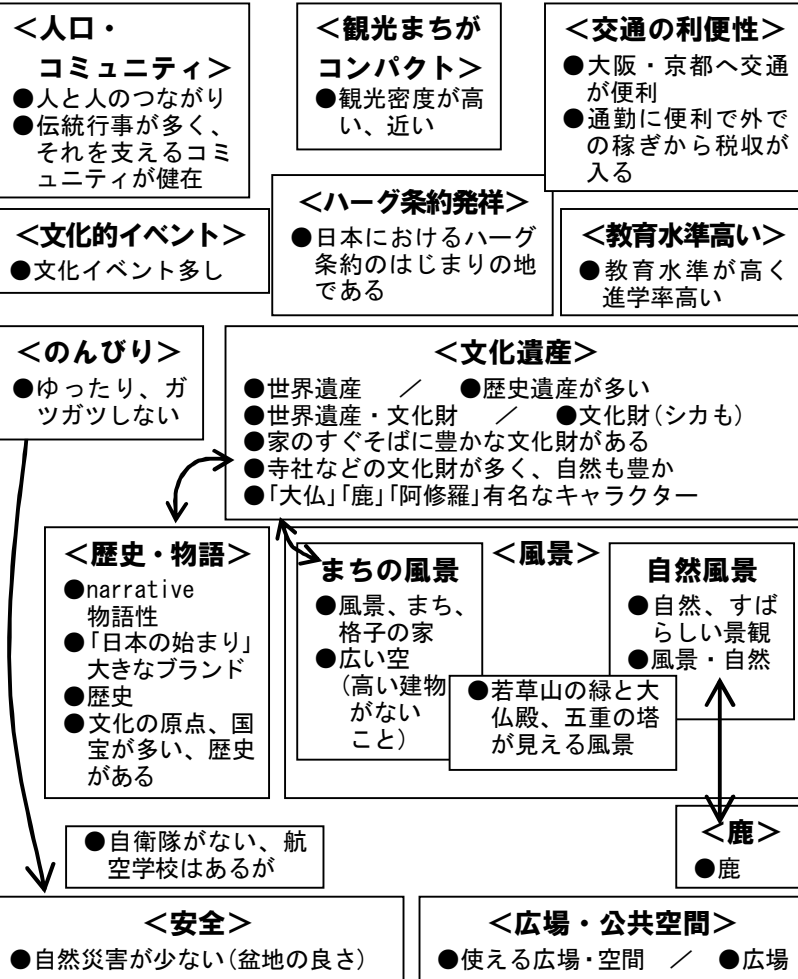 <人口・
コミュニティ>
●人と人のつながり
●伝統行事が多く、
それを支えるコミ
ュニティが健在
<観光まちが
コンパクト>
●観光密度が高
い、近い
<交通の利便性>
●大阪・京都へ交通
が便利
●通勤に便利で外で
の稼ぎから税収が
入る
<文化的イベント>
●文化イベント多し
<ハーグ条約発祥>
●日本におけるハーグ
条約のはじまりの地
である
<教育水準高い>
●教育水準が高く
進学率高い
<のんびり>
●ゆったり、ガ
ツガツしない
<文化遺産>
●世界遺産 / ●歴史遺産が多い
●世界遺産・文化財 / ●文化財(シカも)
●家のすぐそばに豊かな文化財がある
●寺社などの文化財が多く、自然も豊か
●｢大仏｣｢鹿｣｢阿修羅｣有名なキャラクター
<歴史・物語>
●narrative
物語性
●｢日本の始まり｣
大きなブランド
●歴史
●文化の原点、国
宝が多い、歴史
がある
<風景>
まちの風景
●風景、まち、
格子の家
●広い空
(高い建物
がない
こと)
自然風景
●自然、すば
らしい景観
●風景・自然
●若草山の緑と大
仏殿、五重の塔
が見える風景
●自衛隊がない、航
空学校はあるが
<鹿>
●鹿
<安全>
●自然災害が少ない(盆地の良さ)
<広場・公共空間>
●使える広場･空間 / ●広場